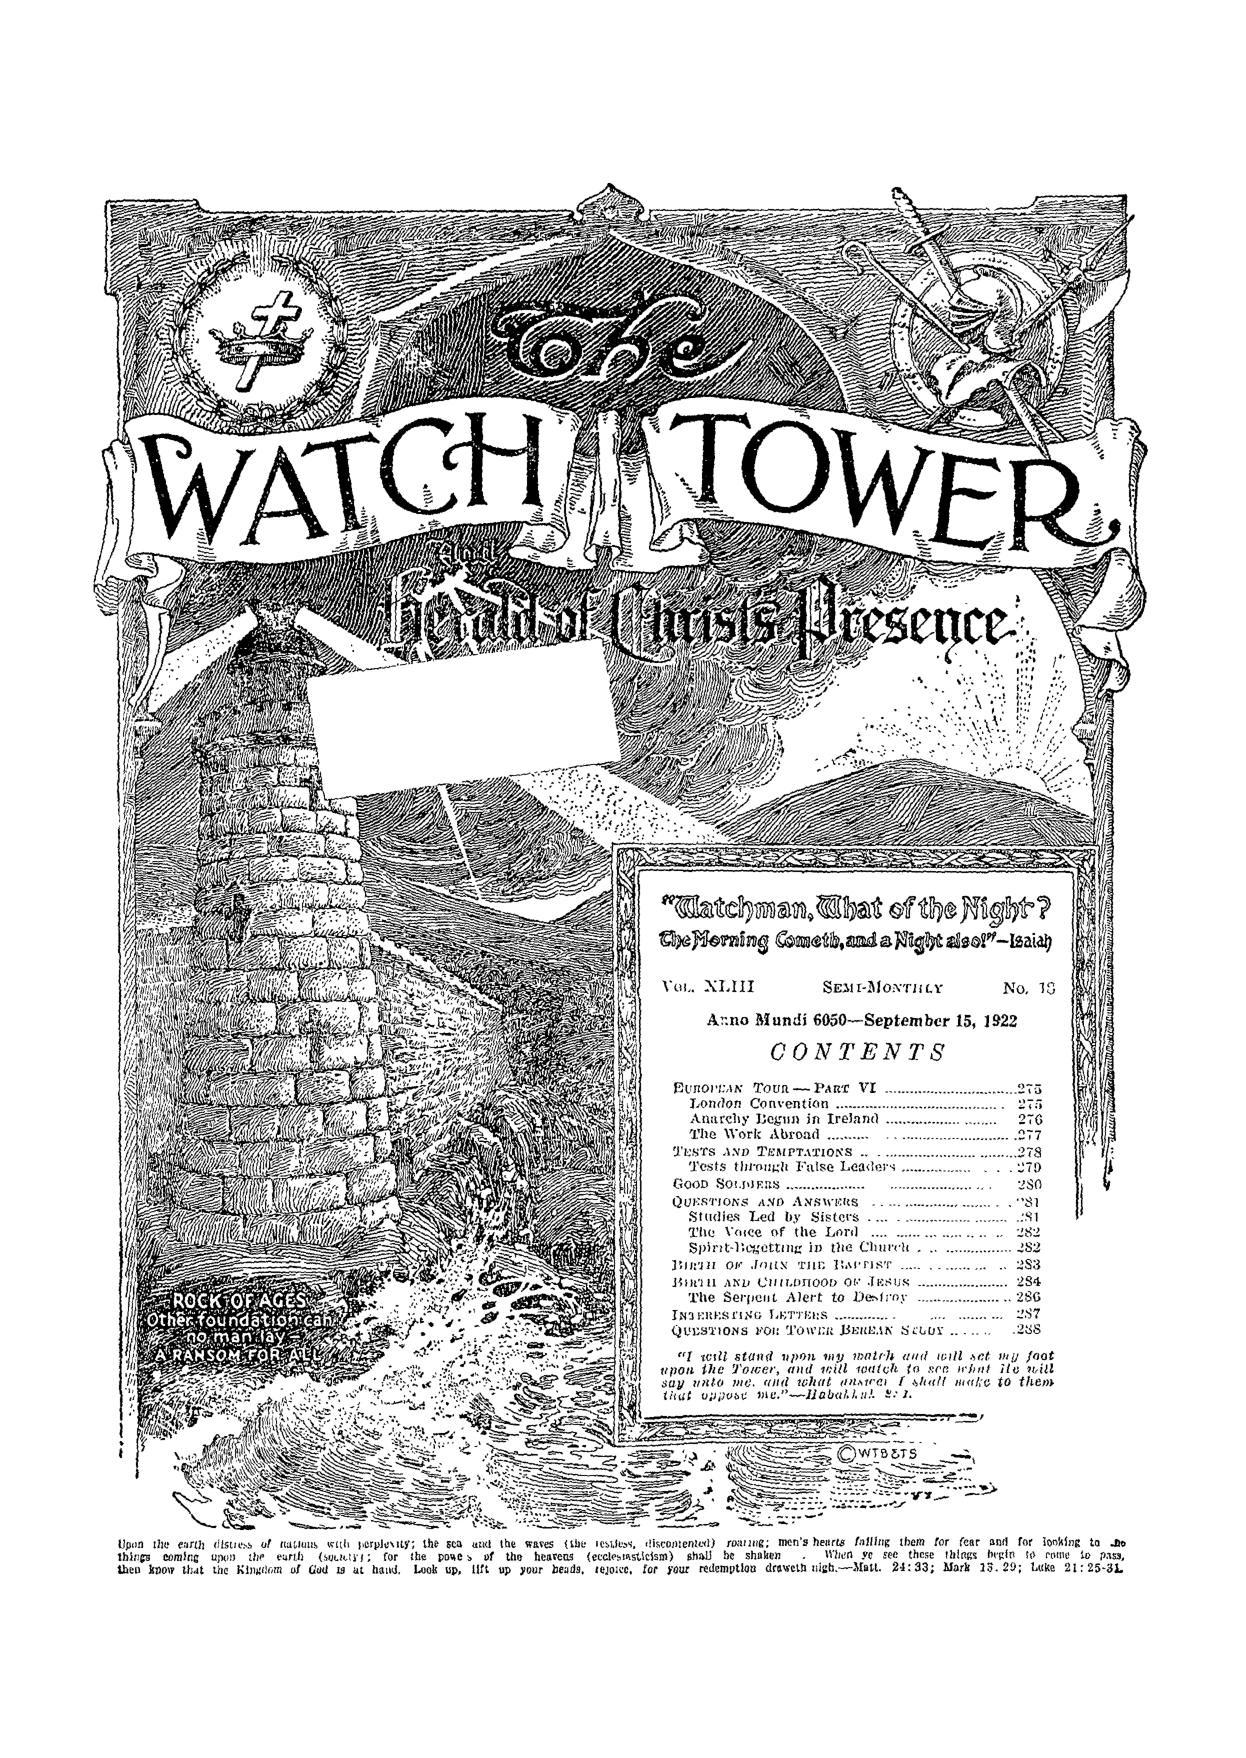 The
WATCH TOWER
And
Herald of Christ's Presence
"Watchman, What of the Night?
The Morning Cometh, and a Night also!"—Isaiah
VOL. XLIII SEMI-MONTHLY No.
Anno Mundi 6050—September 15, 1922
CONTENTS
EUROPEAN TOUR — PART VI 275
London Convention 275
Anarchy Begun in Ireland 276
The Work Abroad 277
TESTS AND TEMPTATIONS 278
Tests through False Leaders 279
GOOD SOLDIERS 280
QUESTIONS AND ANSWERS 281
Studies Led by Sisters 281
The Voice of the Lord 282
Spirit-Begetting in the Church 282
BIRTH OF JOHN THE BAPTIST 283
BIRTH AND CHILDHOOD OF JESUS 284
The Serpent Alert to Destroy 286
INTERESTING LETTERS 287
QUESTIONS FOR TOWER BEREAN STUDY 288
"I will stand upon my watch and will set my foot
upon the Tower, and will watch to see what He will
say unto me, and what answer I shall make to them
that oppose me."—Habakkuk 2: 1.
ROCK OF AGES
Other foundation can
no man lay –
A RANSOM FOR ALL
©WTB&TS
Upon the earth distress of nations with perplexity; the sea and the waves (the restless, discontented) roaring; men's hearts failing them for fear and for looking to the
things coming upon the earth (society); for the powers of the heavens (ecclesiasticism) shall be shaken . When ye see these things begin to come to pass,
then know that the Kingdom of God is at hand. Look up, lift up your heads, rejoice, for your redemption draweth nigh.—Matt. 24:33; Mark 13:29; Luke 21:25-31.